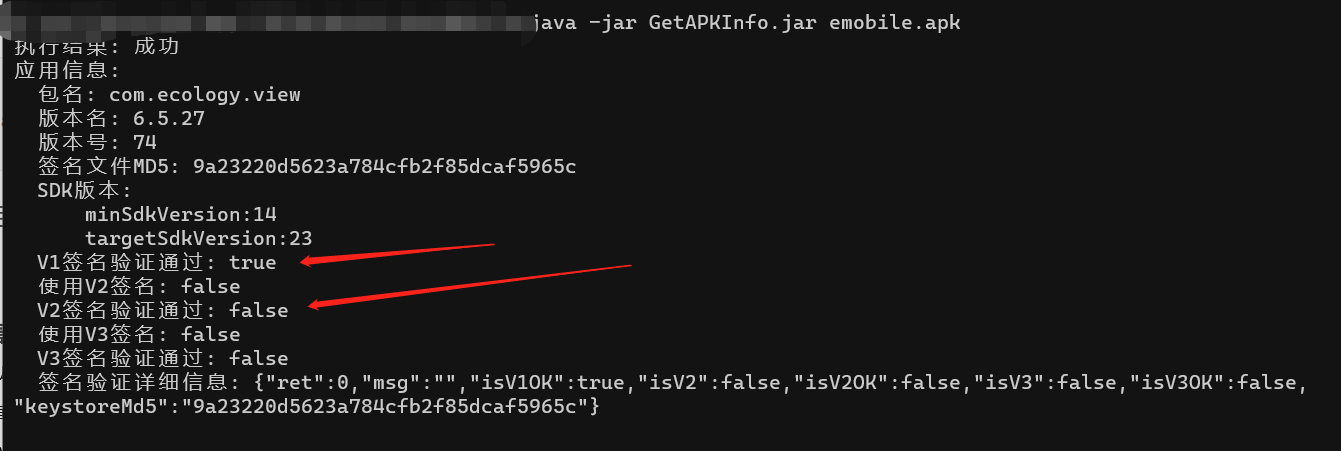 java -jar GetAPKInfo.jar emobile.apk
执行结果: 成功
应用信息:
包名: com.ecology.view
版本名: 6.5.27
版本号: 74
签名文件MD5: 9a23220d5623a784cfb2f85dcaf5965c
SDK版本:
minSdkVersion:14
targetSdkVersion:23
V1签名验证通过: true
使用V2签名: false
V2签名验证通过: false
使用V3签名: false
V3签名验证通过: false
签名验证详细信息: {"ret":0,"msg":"","isV1OK":true,"isV2":false,"isV2OK":false,"isV3":false,"isV3OK":false,
"keystoreMd5":"9a23220d5623a784cfb2f85dcaf5965c"}